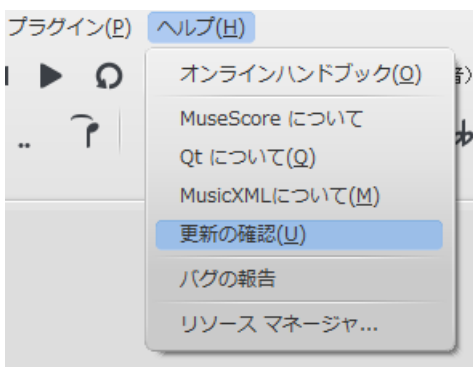 プラグイン(P) ヘルプ(H)
オンラインハンドブック(O)
音)
MuseScore について
Qt について(Q)
MusicXMLについて(M)
更新の確認(U)
バグの報告
リソース マネージャ...